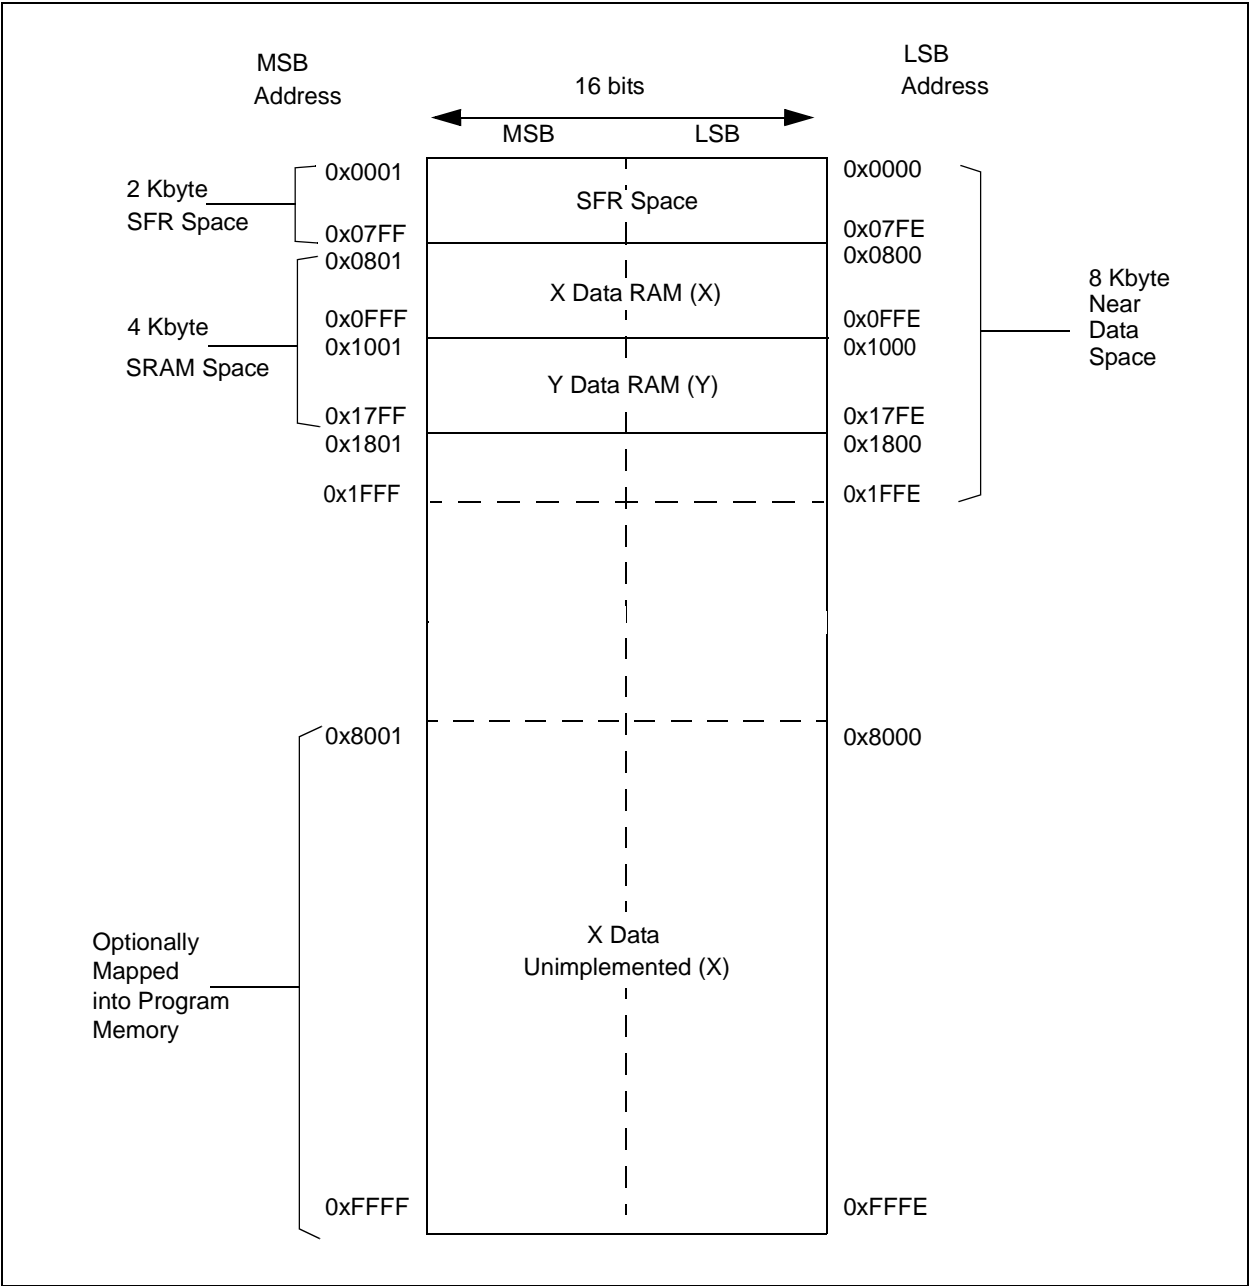 MSB
Address
LSB
Address
16 bits
MSB
LSB
2 Kbyte
SFR Space
0x0001
SFR Space
0x0000
0x07FF
0x07FE
0x0801
0x0800
4 Kbyte
SRAM Space
X Data RAM (X)
8 Kbyte
Near
Data
Space
0x0FFF
0x0FFE
0x1001
0x1000
Y Data RAM (Y)
0x17FF
0x17FE
0x1801
0x1800
0x1FFF
0x1FFE
0x8001
0x8000
Optionally
Mapped
into Program
Memory
X Data
Unimplemented (X)
0xFFFF
0xFFFE